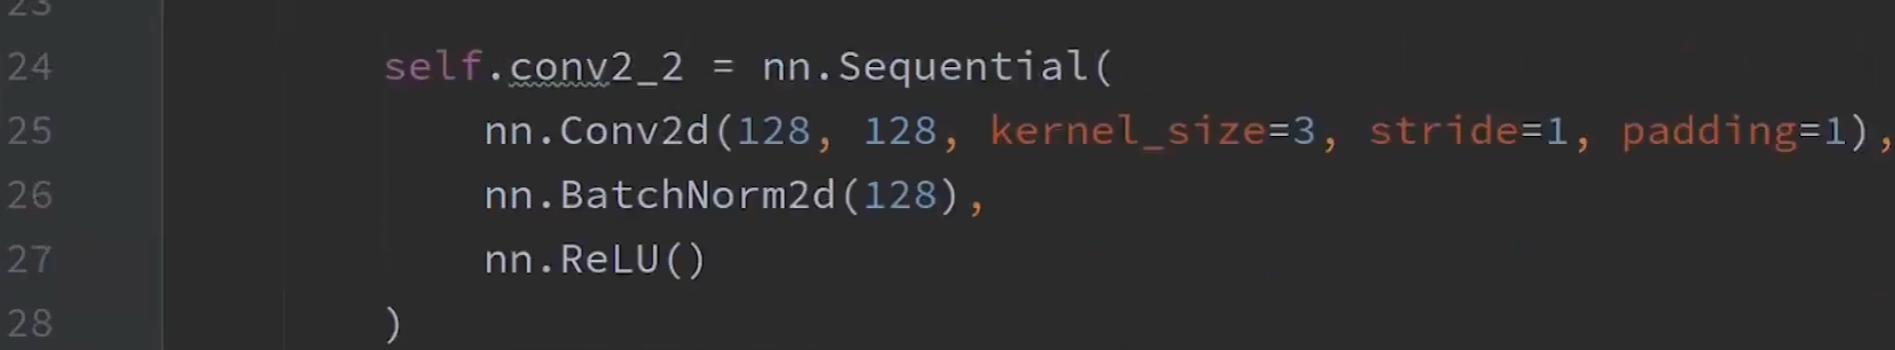 23
24 self.conv2_2 = nn.Sequential(
25 nn.Conv2d(128, 128, kernel_size=3, stride=1, padding=1),
26 nn.BatchNorm2d(128),
27 nn.ReLU()
28 )